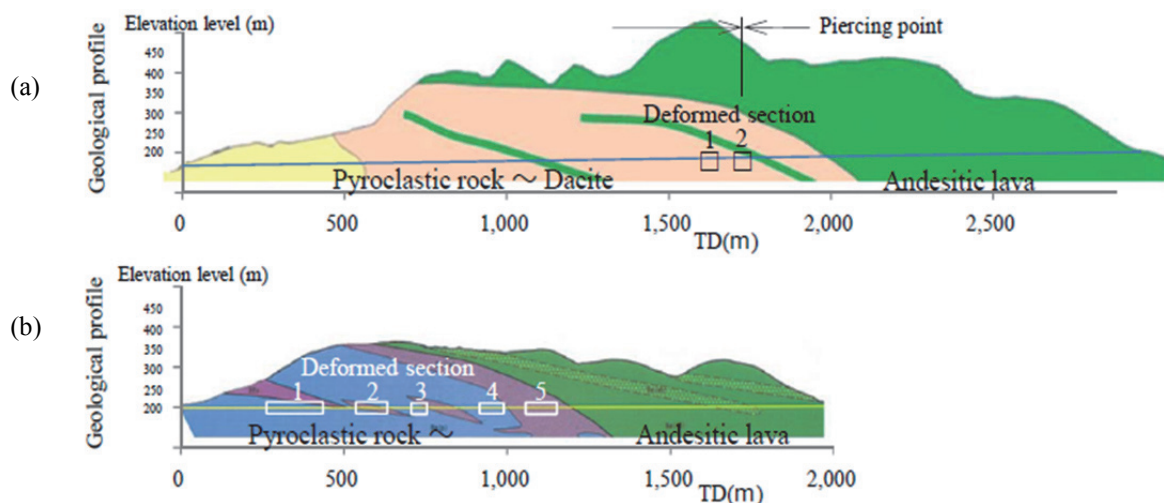 (a)
Geological profile
Elevation level (m)
450
400
350
300
250
200
Piercing point
Deformed section
1 2
Pyroclastic rock ～ Dacite
Andesitic lava
0 500 1,000 1,500 2,000 2,500
TD(m)
(b)
Geological profile
Elevation level (m)
450
400
350
300
250
200
Deformed section
1 2 3 4 5
Pyroclastic rock ～
Andesitic lava
0 500 1,000 1,500 2,000
TD(m)